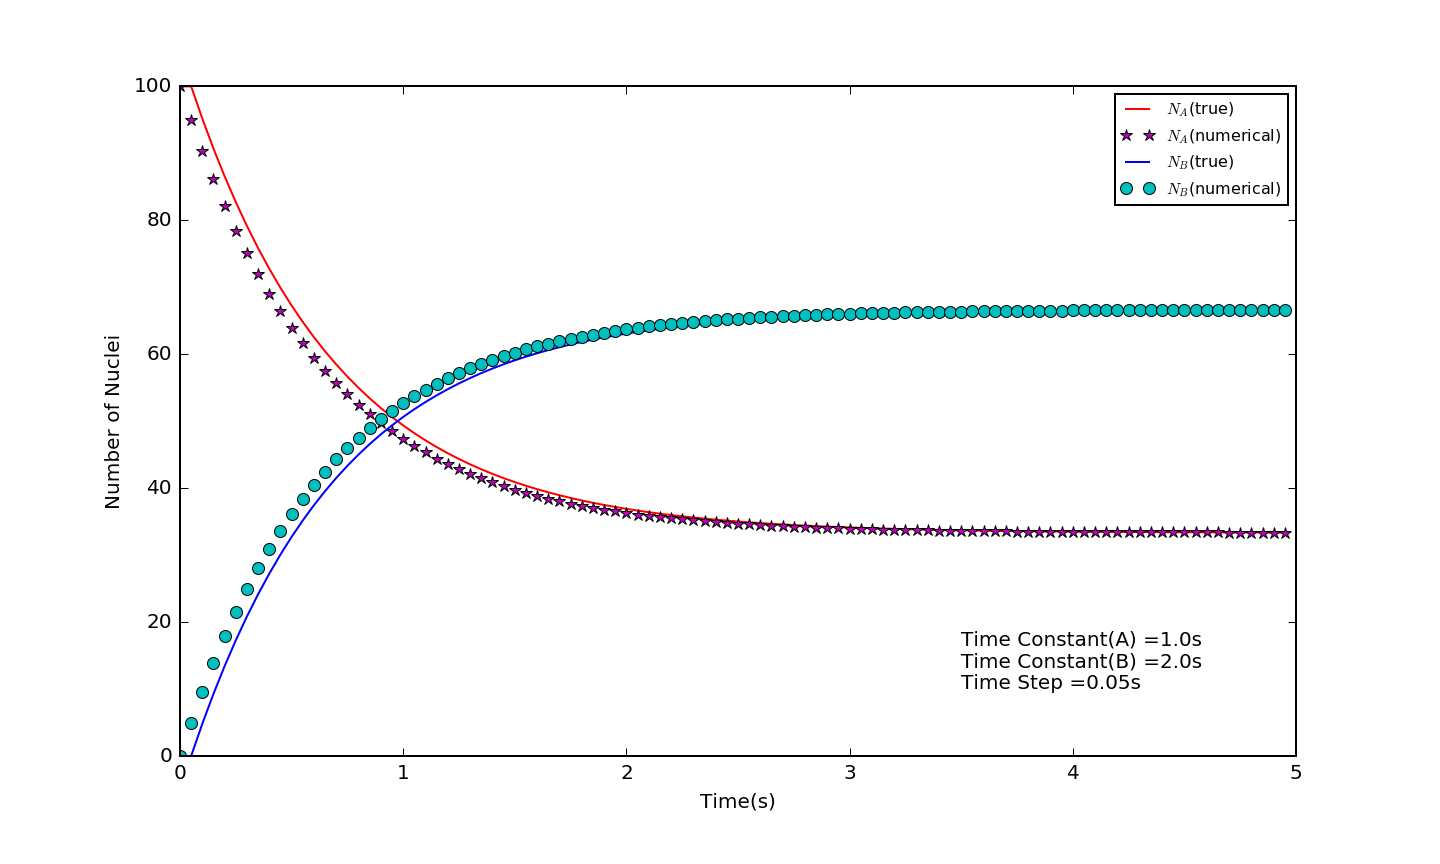 100
80
60
40
20
0
0 1 2 3 4 5
Number of Nuclei
Time(s)
N_A(true)
N_A(numerical)
N_B(true)
N_B(numerical)
Time Constant(A) =1.0s
Time Constant(B) =2.0s
Time Step =0.05s